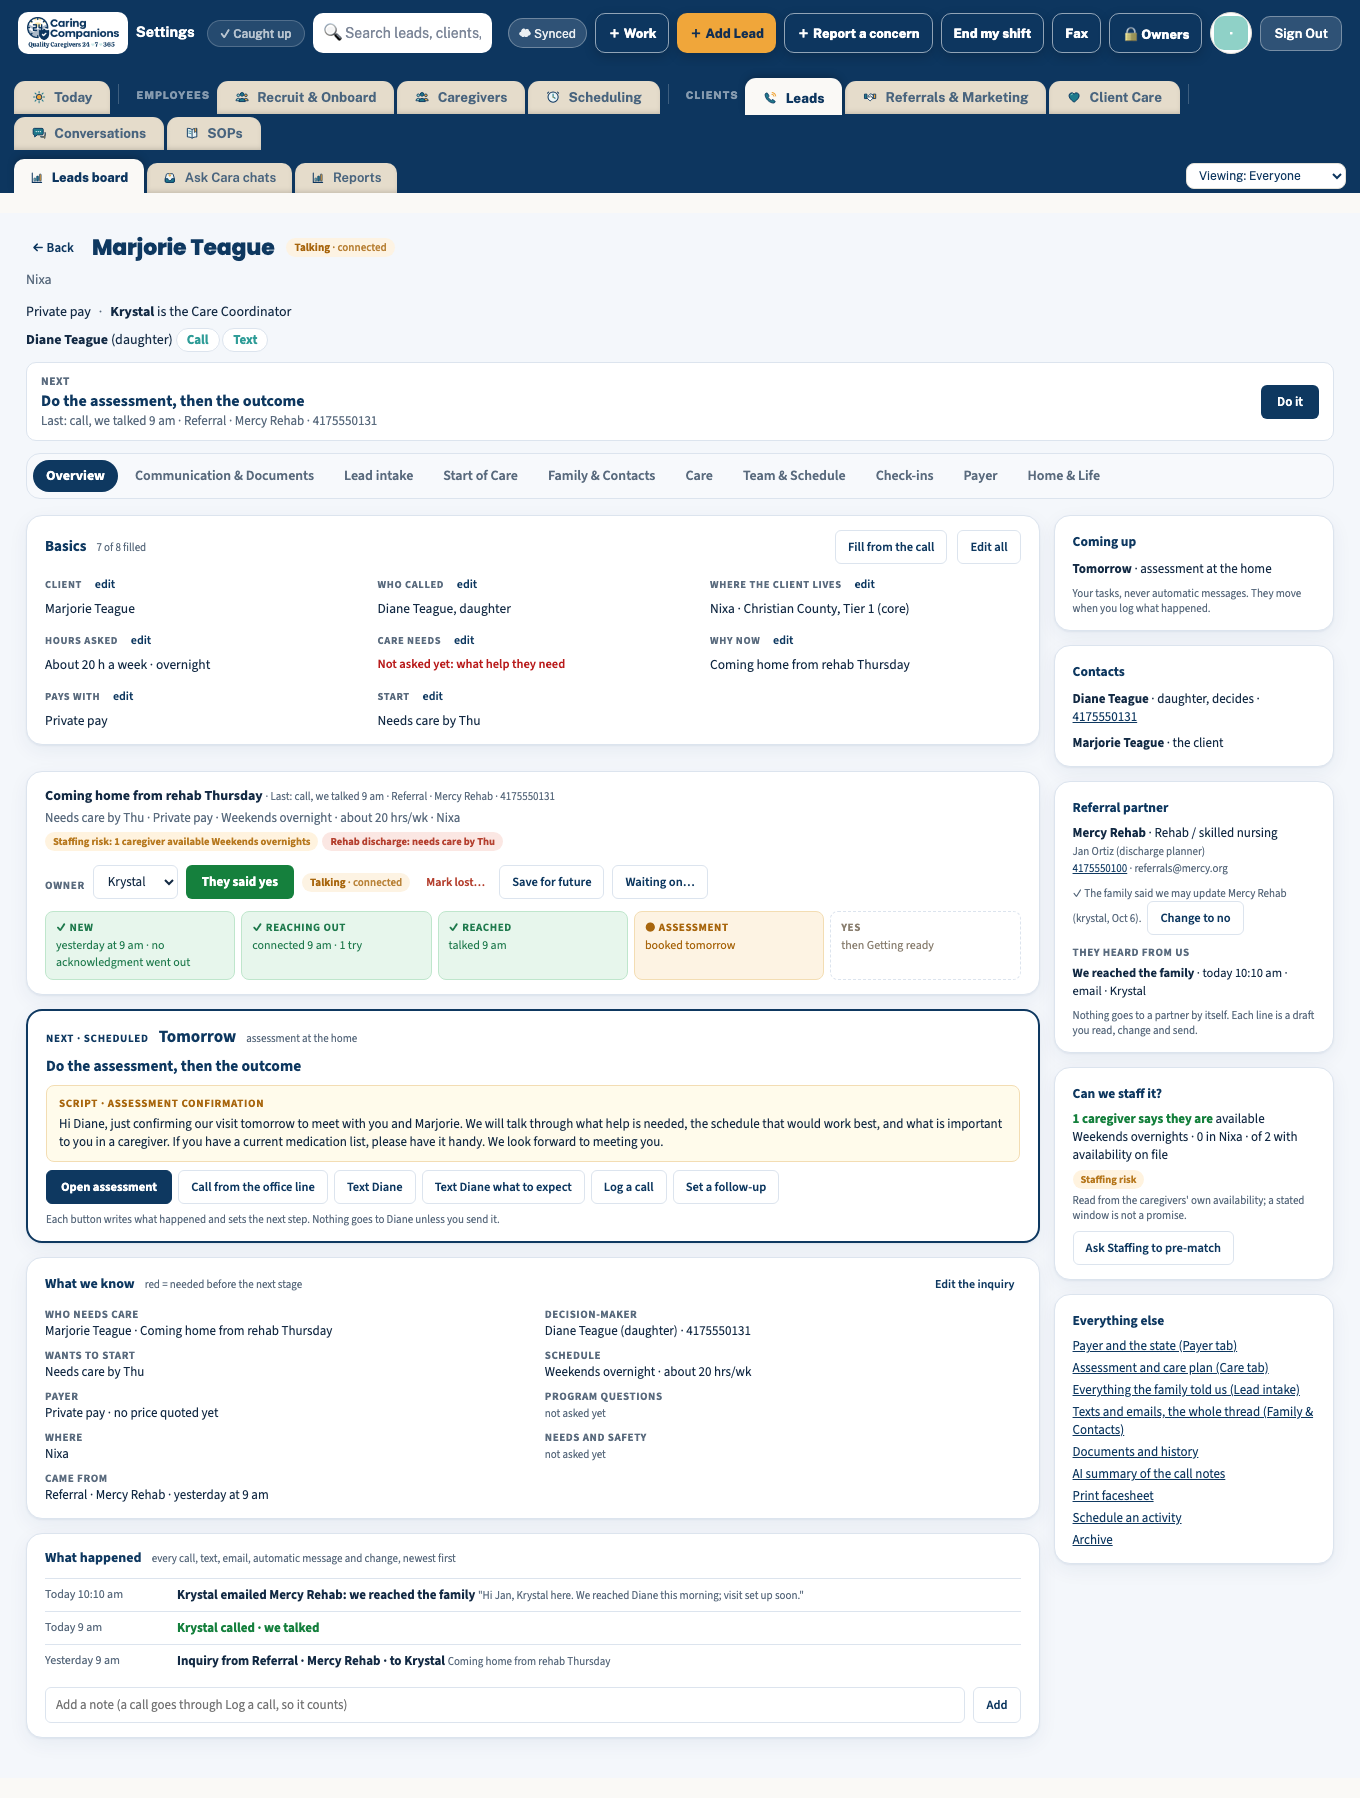 Caring Companions
Quality Caregivers 24 · 7 · 365
Settings
✓ Caught up
Search leads, clients,
Synced
+ Work
+ Add Lead
+ Report a concern
End my shift
Fax
Owners
Sign Out
Today
EMPLOYEES
Recruit & Onboard
Caregivers
Scheduling
CLIENTS
Leads
Referrals & Marketing
Client Care
Conversations
SOPs
Leads board
Ask Cara chats
Reports
Viewing: Everyone
← Back
Marjorie Teague
Talking · connected
Nixa
Private pay · Krystal is the Care Coordinator
Diane Teague (daughter) Call Text
NEXT
Do the assessment, then the outcome
Last: call, we talked 9 am · Referral · Mercy Rehab · 4175550131
Do it
Overview
Communication & Documents
Lead intake
Start of Care
Family & Contacts
Care
Team & Schedule
Check-ins
Payer
Home & Life
Basics 7 of 8 filled
Fill from the call
Edit all
CLIENT edit
Marjorie Teague
WHO CALLED edit
Diane Teague, daughter
WHERE THE CLIENT LIVES edit
Nixa · Christian County, Tier 1 (core)
HOURS ASKED edit
About 20 h a week · overnight
CARE NEEDS edit
Not asked yet: what help they need
WHY NOW edit
Coming home from rehab Thursday
PAYS WITH edit
Private pay
START edit
Needs care by Thu
Coming home from rehab Thursday · Last: call, we talked 9 am · Referral · Mercy Rehab · 4175550131
Needs care by Thu · Private pay · Weekends overnight · about 20 hrs/wk · Nixa
Staffing risk: 1 caregiver available Weekends overnights
Rehab discharge: needs care by Thu
OWNER
Krystal
They said yes
Talking · connected
Mark lost…
Save for future
Waiting on…
✓ NEW
yesterday at 9 am · no
acknowledgment went out
✓ REACHING OUT
connected 9 am · 1 try
✓ REACHED
talked 9 am
● ASSESSMENT
booked tomorrow
YES
then Getting ready
NEXT · SCHEDULED Tomorrow assessment at the home
Do the assessment, then the outcome
SCRIPT · ASSESSMENT CONFIRMATION
Hi Diane, just confirming our visit tomorrow to meet with you and Marjorie. We will talk through what help is needed, the schedule that would work best, and what is important
to you in a caregiver. If you have a current medication list, please have it handy. We look forward to meeting you.
Open assessment
Call from the office line
Text Diane
Text Diane what to expect
Log a call
Set a follow-up
Each button writes what happened and sets the next step. Nothing goes to Diane unless you send it.
What we know red = needed before the next stage
Edit the inquiry
WHO NEEDS CARE
Marjorie Teague · Coming home from rehab Thursday
DECISION-MAKER
Diane Teague (daughter) · 4175550131
WANTS TO START
Needs care by Thu
SCHEDULE
Weekends overnight · about 20 hrs/wk
PAYER
Private pay · no price quoted yet
PROGRAM QUESTIONS
not asked yet
WHERE
Nixa
NEEDS AND SAFETY
not asked yet
CAME FROM
Referral · Mercy Rehab · yesterday at 9 am
What happened every call, text, email, automatic message and change, newest first
Today 10:10 am Krystal emailed Mercy Rehab: we reached the family "Hi Jan, Krystal here. We reached Diane this morning; visit set up soon."
Today 9 am Krystal called · we talked
Yesterday 9 am Inquiry from Referral · Mercy Rehab · to Krystal Coming home from rehab Thursday
Add a note (a call goes through Log a call, so it counts)
Add
Coming up
Tomorrow · assessment at the home
Your tasks, never automatic messages. They move
when you log what happened.
Contacts
Diane Teague · daughter, decides ·
4175550131
Marjorie Teague · the client
Referral partner
Mercy Rehab · Rehab / skilled nursing
Jan Ortiz (discharge planner)
4175550100 · referrals@mercy.org
✓ The family said we may update Mercy Rehab
(krystal, Oct 6). Change to no
THEY HEARD FROM US
We reached the family · today 10:10 am ·
email · Krystal
Nothing goes to a partner by itself. Each line is a draft
you read, change and send.
Can we staff it?
1 caregiver says they are available
Weekends overnights · 0 in Nixa · of 2 with
availability on file
Staffing risk
Read from the caregivers' own availability; a stated
window is not a promise.
Ask Staffing to pre-match
Everything else
Payer and the state (Payer tab)
Assessment and care plan (Care tab)
Everything the family told us (Lead intake)
Texts and emails, the whole thread (Family &
Contacts)
Documents and history
AI summary of the call notes
Print facesheet
Schedule an activity
Archive